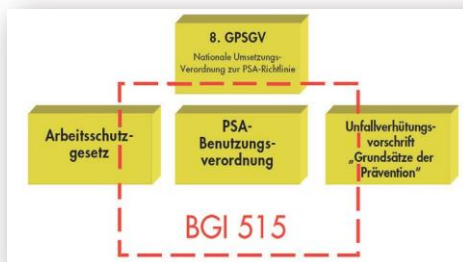 8. GPSGV
Nationale Umsetzungs-
Verordnung zur PSA-Richtlinie
Arbeitsschutz-
gesetz
PSA-
Benutzungs-
verordnung
Unfallverhütungs-
vorschrift
„Grundsätze der
Prävention“
BGI 515